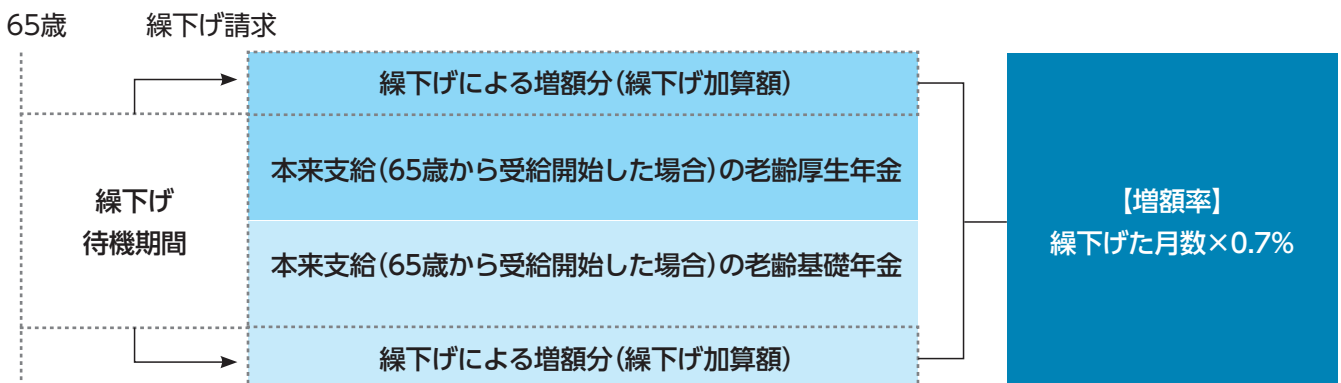 65歳
繰下げ請求
繰下げによる増額分(繰下げ加算額)
本来支給(65歳から受給開始した場合)の老齢厚生年金
繰下げ
待機期間
本来支給(65歳から受給開始した場合)の老齢基礎年金
繰下げによる増額分(繰下げ加算額)
【増額率】
繰下げた月数×0.7%